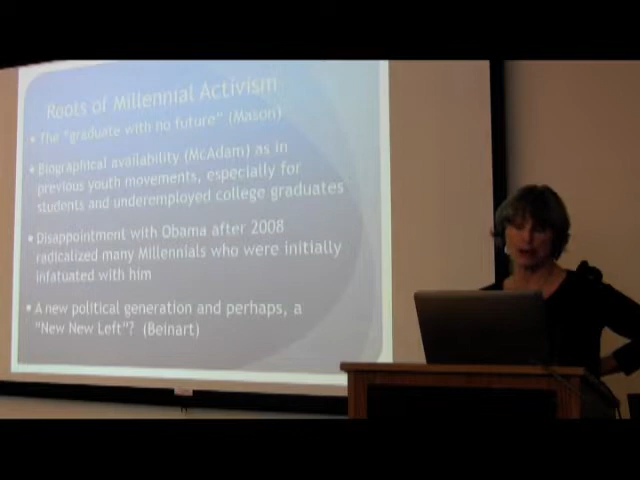 Roots of Millennial Activism
• The "graduate with no future" (Mason)
• Biographical availability (McAdam) as in
previous youth movements, especially for
students and underemployed college graduates
• Disappointment with Obama after 2008
radicalized many Millennials who were initially
infatuated with him
• A new political generation and perhaps, a
"New New Left"? (Beinart)